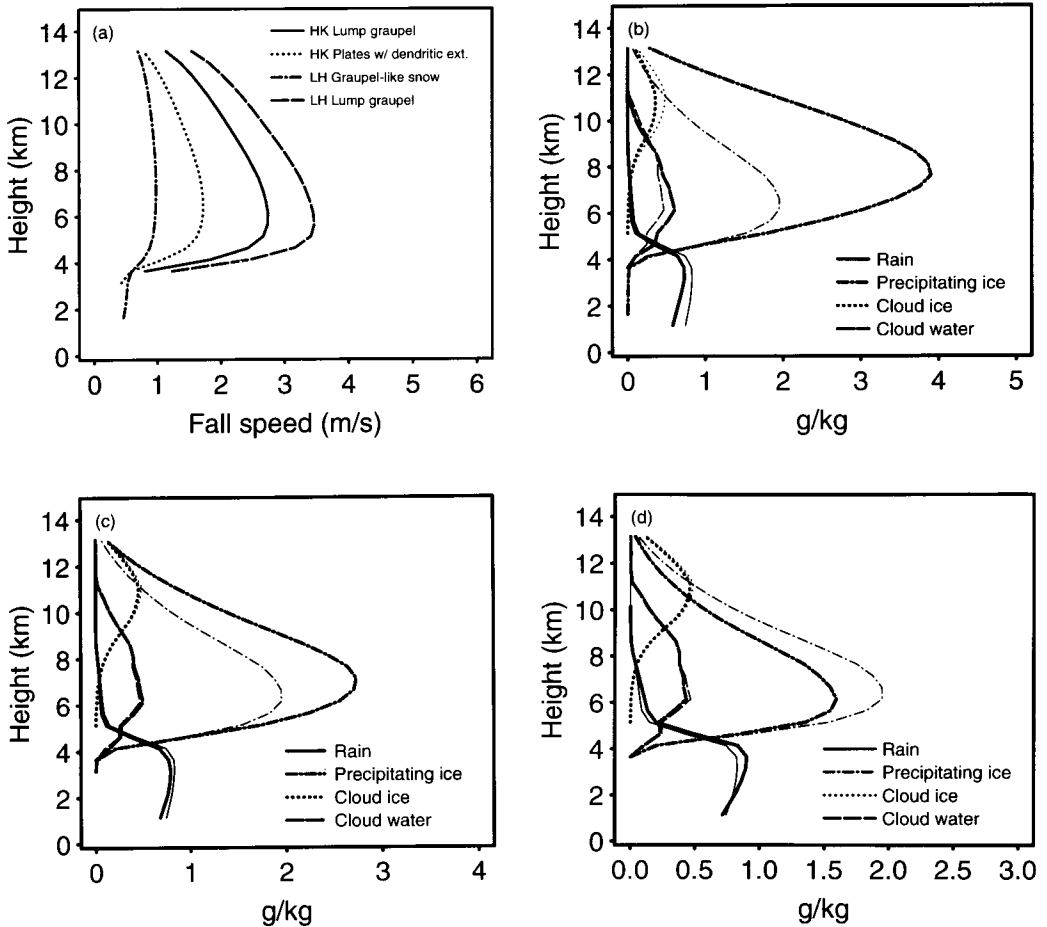 (a)
HK Lump graupel
HK Plates w/ dendritic ext.
LH Graupel-like snow
LH Lump graupel
14
12
10
8
6
4
2
0
Height (km)
0 1 2 3 4 5 6
Fall speed (m/s)
(b)
14
12
10
8
6
4
2
0
Height (km)
Rain
Precipitating ice
Cloud ice
Cloud water
0 1 2 3 4 5
g/kg
(c)
14
12
10
8
6
4
2
0
Height (km)
Rain
Precipitating ice
Cloud ice
Cloud water
0 1 2 3 4
g/kg
(d)
14
12
10
8
6
4
2
0
Height (km)
Rain
Precipitating ice
Cloud ice
Cloud water
0.0 0.5 1.0 1.5 2.0 2.5 3.0
g/kg